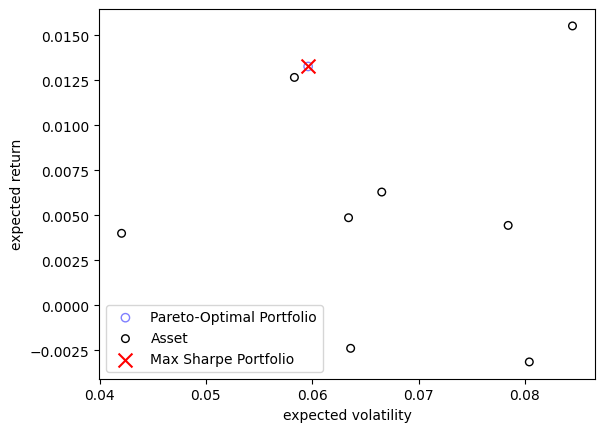 0.0150
0.0125
0.0100
0.0075
0.0050
0.0025
0.0000
−0.0025
expected return
Pareto-Optimal Portfolio
Asset
Max Sharpe Portfolio
0.04 0.05 0.06 0.07 0.08
expected volatility